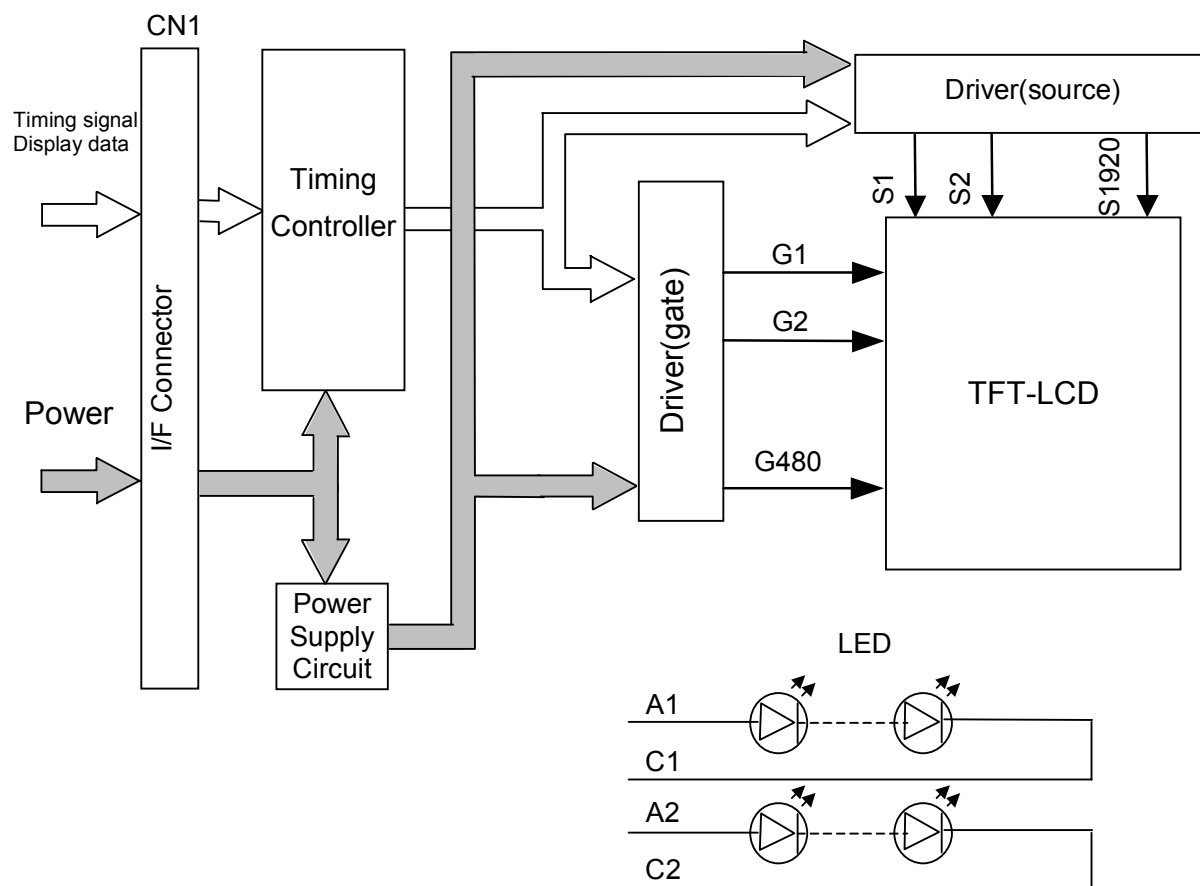 CN1
Timing signal
Display data
Power
I/F Connector
Timing
Controller
Power
Supply
Circuit
Driver(source)
S1
S2
S1920
Driver(gate)
G1
G2
G480
TFT-LCD
LED
A1
C1
A2
C2